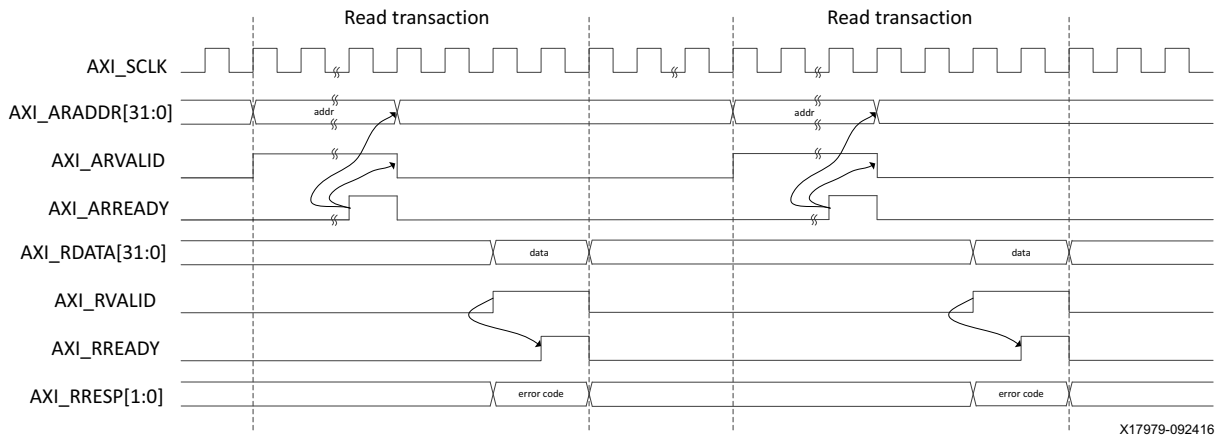 Read transaction Read transaction
AXI_SCLK
AXI_ARADDR[31:0] addr addr
AXI_ARVALID
AXI_ARREADY
AXI_RDATA[31:0] data data
AXI_RVALID
AXI_RREADY
AXI_RRESP[1:0] error code error code
X17979-092416